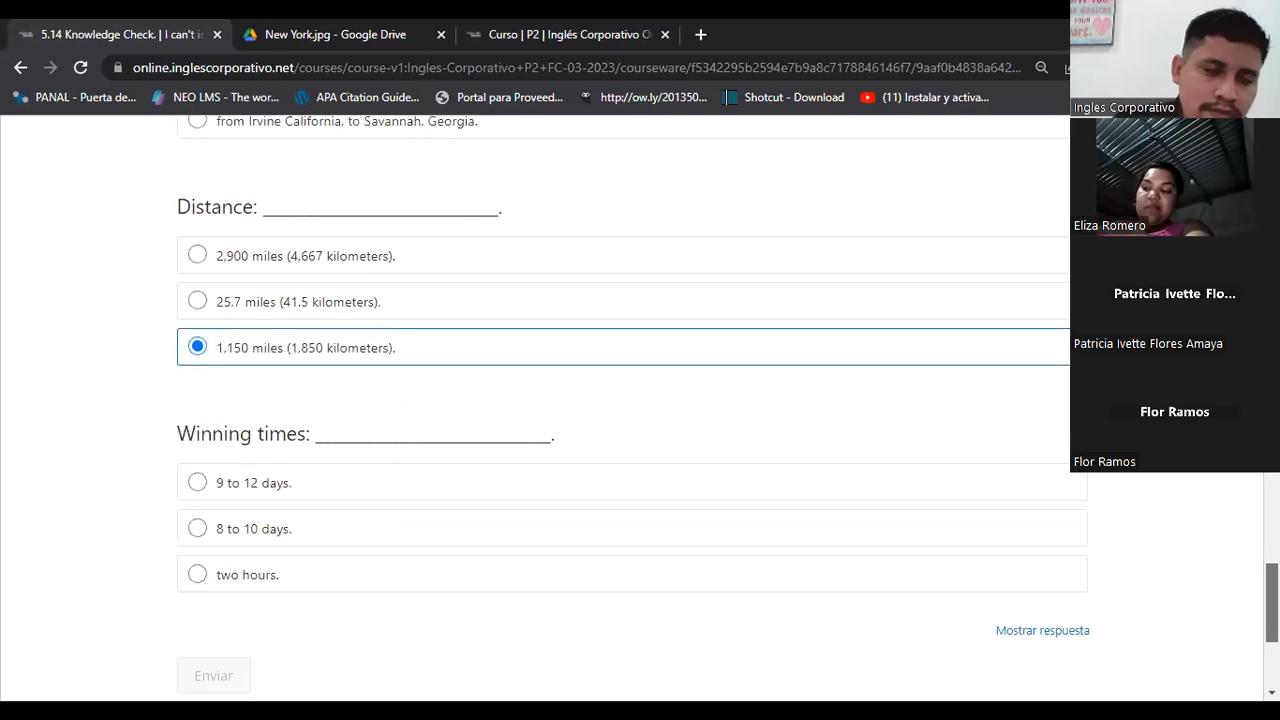 5.14 Knowledge Check. | I can't i
New York.jpg - Google Drive
Curso | P2 | Inglés Corporativo
online.inglescorporativo.net/courses/course-v1:Ingles-Corporativo+P2+EC-03-2023/courseware/f5342295b2594e7b9a8c7178846146f7/9aaf0b4838a642...
PANAL - Puerta de...
NEO LMS - The wor...
APA Citation Guide...
Portal para Proveed...
http://ow.ly/201350...
Shotcut - Download
(11) Instalar y activa...
from Irvine California, to Savannah, Georgia.
Distance: ______________________.
2,900 miles (4,667 kilometers).
25.7 miles (41.5 kilometers).
1,150 miles (1,850 kilometers).
Winning times: ______________________.
9 to 12 days.
8 to 10 days.
two hours.
Mostrar respuesta
Enviar
Ingles Corporativo
Eliza Romero
Patricia Ivette Flo...
Patricia Ivette Flores Amaya
Flor Ramos
Flor Ramos